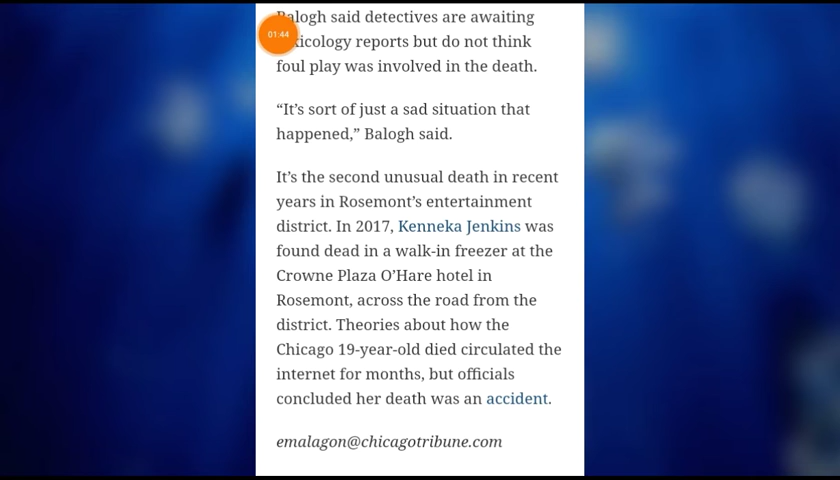 Balogh said detectives are awaiting
01:44
toxicology reports but do not think
foul play was involved in the death.
“It’s sort of just a sad situation that
happened,” Balogh said.
It’s the second unusual death in recent
years in Rosemont’s entertainment
district. In 2017, Kenneka Jenkins was
found dead in a walk-in freezer at the
Crowne Plaza O’Hare hotel in
Rosemont, across the road from the
district. Theories about how the
Chicago 19-year-old died circulated the
internet for months, but officials
concluded her death was an accident.
emalagon@chicagotribune.com